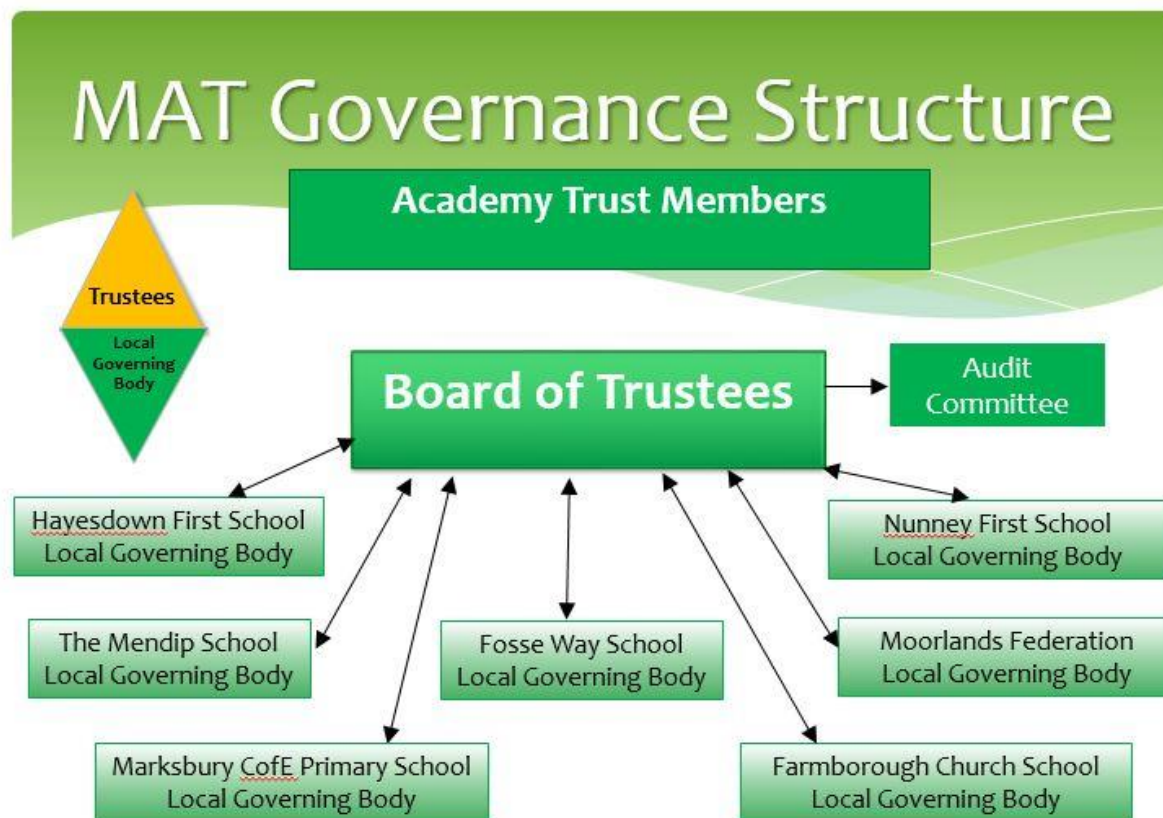 MAT Governance Structure
Academy Trust Members
Trustees
Local
Governing
Body
Board of Trustees
Audit
Committee
Hayesdown First School
Local Governing Body
Nunney First School
Local Governing Body
The Mendip School
Local Governing Body
Fosse Way School
Local Governing Body
Moorlands Federation
Local Governing Body
Marksbury CofE Primary School
Local Governing Body
Farmborough Church School
Local Governing Body